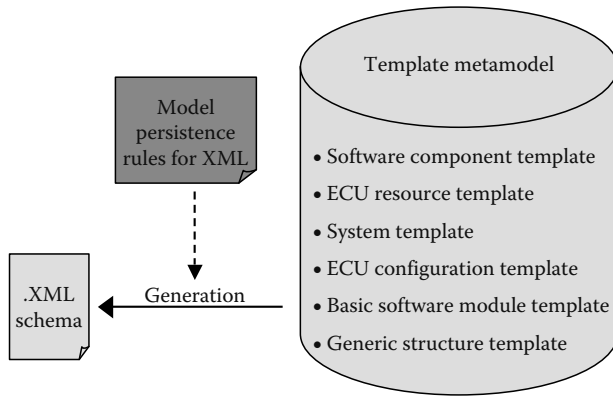 Template metamodel
Model
persistence
rules for XML
• Software component template
• ECU resource template
• System template
• ECU configuration template
• Basic software module template
• Generic structure template
.XML
schema
Generation